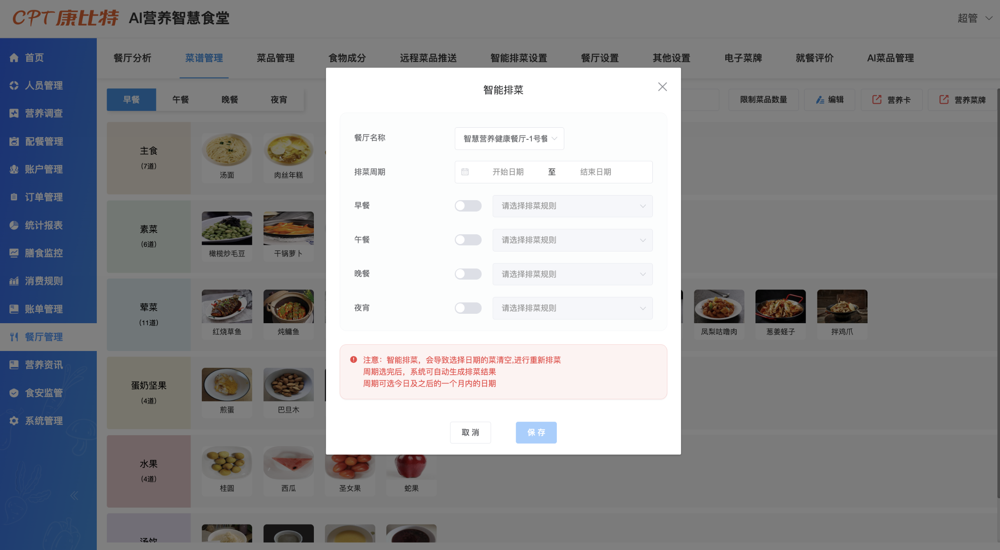 CPT 康比特 AI营养智慧食堂
超管
首页
人员管理
营养调查
配餐管理
账户管理
订单管理
统计报表
膳食监控
消费规则
账单管理
餐厅管理
营养资讯
食安监管
系统管理
餐厅分析 菜谱管理 菜品管理 食物成分 远程菜品推送 智能排菜设置 餐厅设置 其他设置 电子菜牌 就餐评价 AI菜品管理
早餐 午餐 晚餐 夜宵
限制菜品数量 编辑 营养卡 营养菜牌
主食
(7道)
汤面 肉丝年糕
素菜
(6道)
橄榄炒毛豆 干锅萝卜
荤菜
(11道)
红烧草鱼 炖鳙鱼 凤梨咕噜肉 葱姜蛏子 拌鸡爪
蛋奶坚果
(4道)
煎蛋 巴旦木
水果
(4道)
桂圆 西瓜 圣女果 蛇果
汤饮
智能排菜
餐厅名称 智慧营养健康餐厅-1号餐
排菜周期 开始日期 至 结束日期
早餐 请选择排菜规则
午餐 请选择排菜规则
晚餐 请选择排菜规则
夜宵 请选择排菜规则
注意：智能排菜，会导致选择日期的菜清空,进行重新排菜
周期选完后，系统可自动生成排菜结果
周期可选今日及之后的一个月内的日期
取消 保存